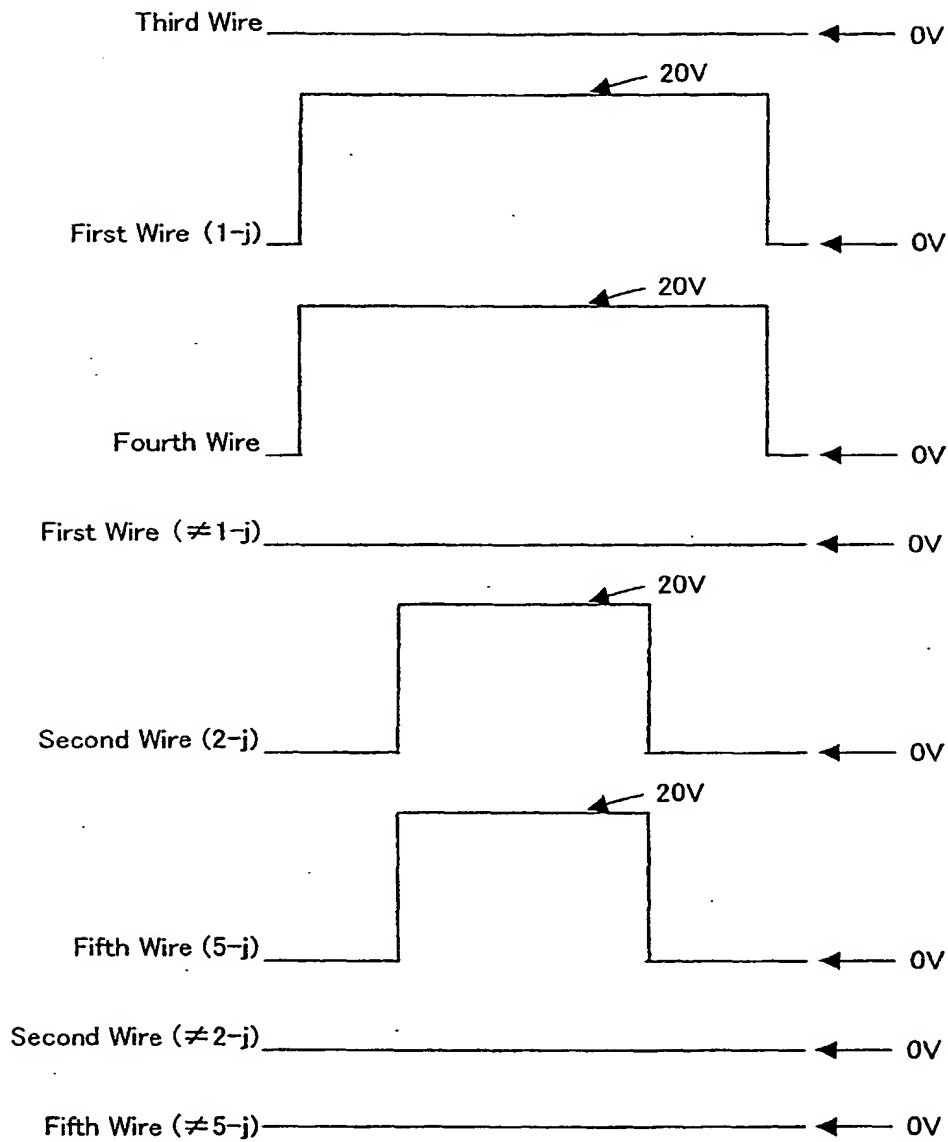 Third Wire 0V
20V
First Wire (1-j) 0V
20V
Fourth Wire 0V
First Wire (≠1-j) 0V
20V
Second Wire (2-j) 0V
20V
Fifth Wire (5-j) 0V
Second Wire (≠2-j) 0V
Fifth Wire (≠5-j) 0V